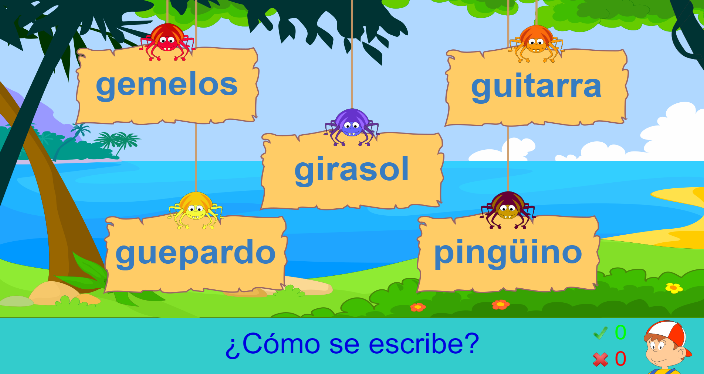 gemelos
guitarra
girasol
guepardo
pingüino
¿Cómo se escribe?
0
0